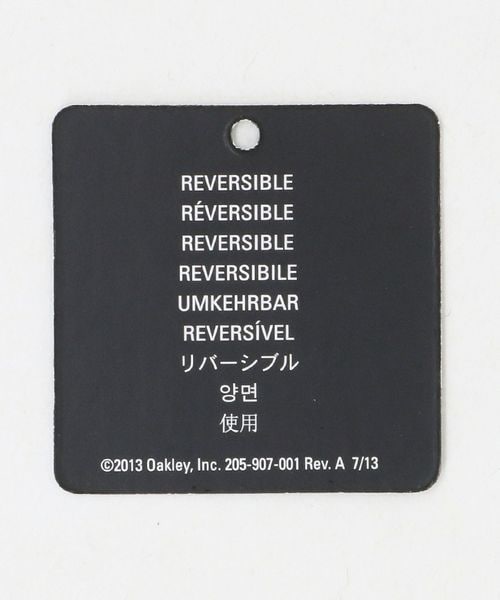 REVERSIBLE
RÉVERSIBLE
REVERSIBLE
REVERSIBILE
UMKEHRBAR
REVERSÍVEL
リバーシブル
양면
使用
©2013 Oakley, Inc. 205-907-001 Rev. A 7/13